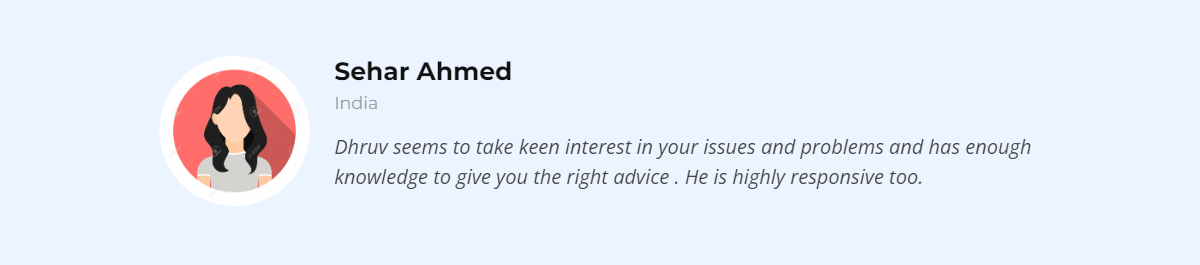 Sehar Ahmed
India
Dhruv seems to take keen interest in your issues and problems and has enough
knowledge to give you the right advice . He is highly responsive too.